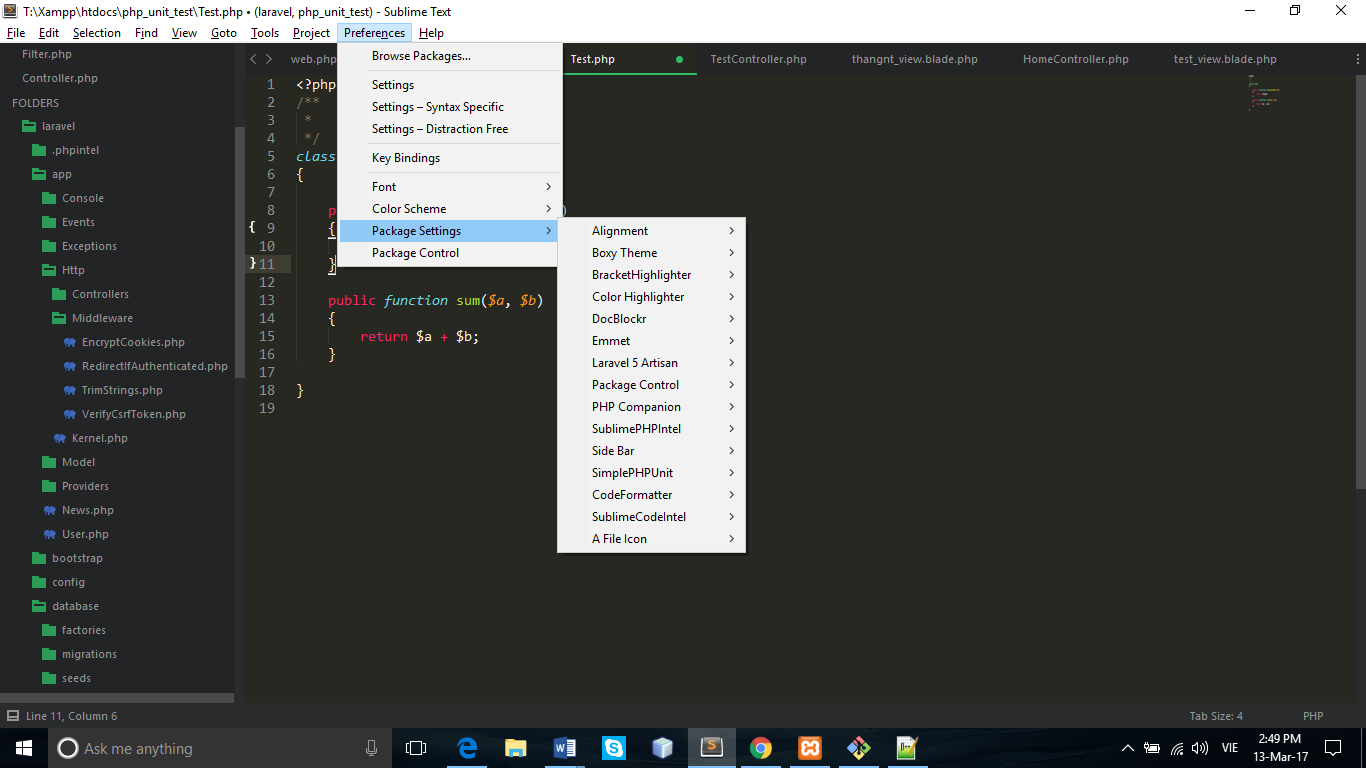 T:\Xampp\htdocs\php_unit_test\Test.php • (laravel, php_unit_test) - Sublime Text
File Edit Selection Find View Goto Tools Project Preferences Help
Filter.php
Controller.php
FOLDERS
laravel
.phpintel
app
Console
Events
Exceptions
Http
Controllers
Middleware
EncryptCookies.php
RedirectIfAuthenticated.php
TrimStrings.php
VerifyCsrfToken.php
Kernel.php
Model
Providers
News.php
User.php
bootstrap
config
database
factories
migrations
seeds
web.php Test.php TestController.php thangnt_view.blade.php HomeController.php test_view.blade.php
1 <?php
2 /**
3 *
4 */
5 class
6 {
7
8 p )
{ 9 {
10
} 11 }
12
13 public function sum($a, $b)
14 {
15 return $a + $b;
16 }
17
18 }
19
Browse Packages...
Settings
Settings – Syntax Specific
Settings – Distraction Free
Key Bindings
Font
Color Scheme
Package Settings
Package Control
Alignment
Boxy Theme
BracketHighlighter
Color Highlighter
DocBlockr
Emmet
Laravel 5 Artisan
Package Control
PHP Companion
SublimePHPIntel
Side Bar
SimplePHPUnit
CodeFormatter
SublimeCodeIntel
A File Icon
Line 11, Column 6 Tab Size: 4 PHP
Ask me anything
VIE
2:49 PM
13-Mar-17